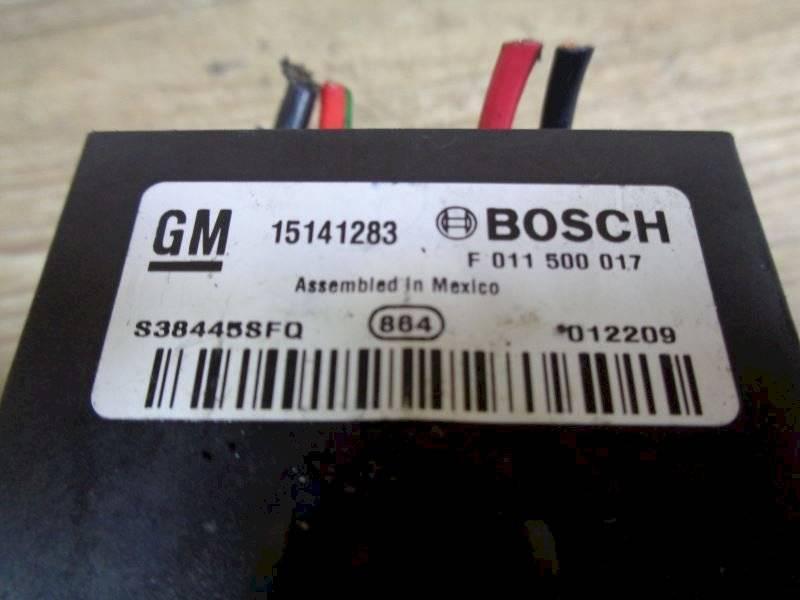 GM 15141283 BOSCH
F 011 500 017
Assembled in Mexico
S38445SFQ 884 *012209